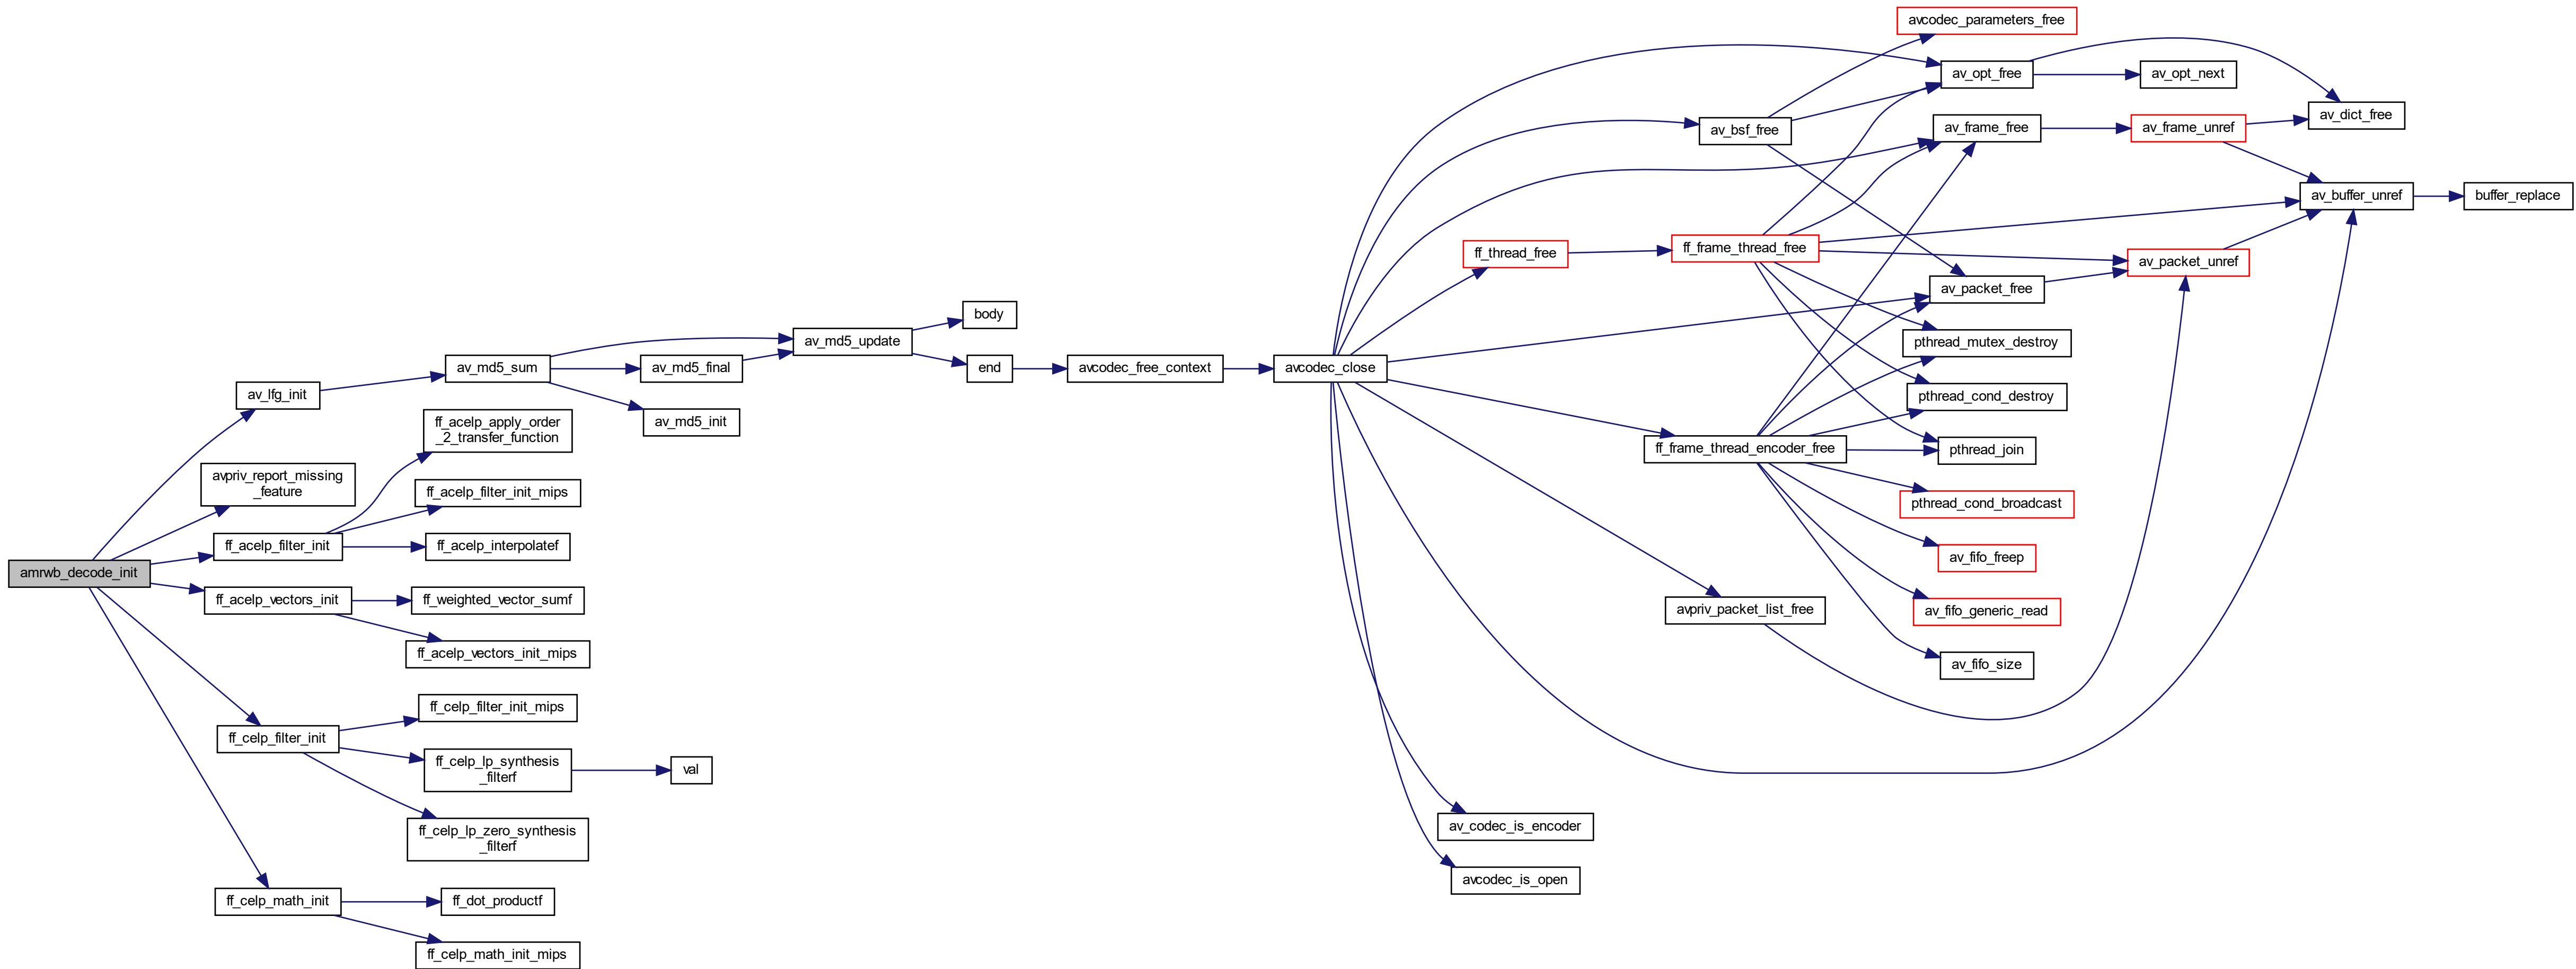 amrwb_decode_init
av_lfg_init
avpriv_report_missing
_feature
ff_acelp_filter_init
ff_acelp_vectors_init
ff_celp_filter_init
ff_celp_math_init
av_md5_sum
ff_acelp_apply_order
_2_transfer_function
ff_acelp_filter_init_mips
ff_acelp_interpolatef
ff_weighted_vector_sumf
ff_acelp_vectors_init_mips
ff_celp_filter_init_mips
ff_celp_lp_synthesis
_filterf
ff_celp_lp_zero_synthesis
_filterf
ff_dot_productf
ff_celp_math_init_mips
av_md5_final
av_md5_init
val
av_md5_update
body
end
avcodec_free_context
avcodec_close
ff_thread_free
av_codec_is_encoder
avcodec_is_open
av_bsf_free
ff_frame_thread_free
ff_frame_thread_encoder_free
avpriv_packet_list_free
avcodec_parameters_free
av_opt_free
av_frame_free
av_packet_free
pthread_mutex_destroy
pthread_cond_destroy
pthread_join
pthread_cond_broadcast
av_fifo_freep
av_fifo_generic_read
av_fifo_size
av_opt_next
av_frame_unref
av_packet_unref
av_dict_free
av_buffer_unref
buffer_replace